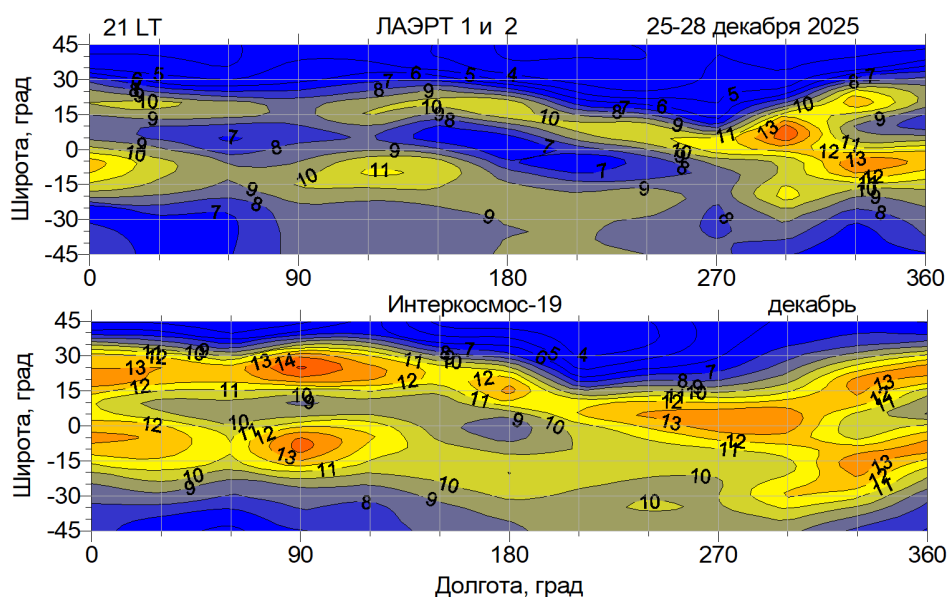 21 LT ЛАЭРТ 1 и 2 25-28 декабря 2025
45
30
15
0
-15
-30
-45
Широта, град
0 90 180 270 360
Интеркосмос-19 декабрь
45
30
15
0
-15
-30
-45
Широта, град
0 90 180 270 360
Долгота, град